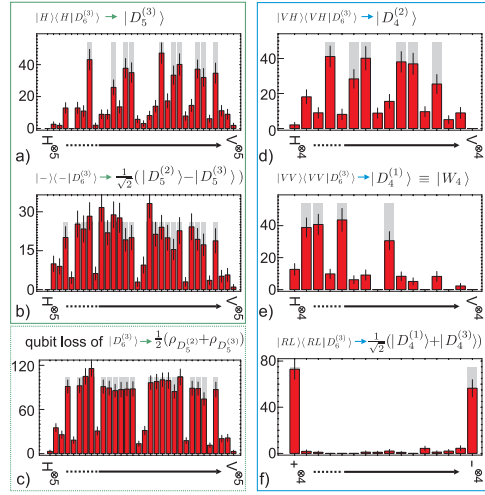 |H⟩⟨H|D₆⁽³⁾⟩ → |D₅⁽³⁾⟩
40
20
0
H⊗5
V⊗5
a)
|−⟩⟨−|D₆⁽³⁾⟩ → 1/√2(|D₅⁽²⁾⟩−|D₅⁽³⁾⟩)
30
15
0
H⊗5
V⊗5
b)
qubit loss of |D₆⁽³⁾⟩ → 1/2(ρD₅⁽²⁾+ρD₅⁽³⁾)
120
80
40
0
H⊗5
V⊗5
c)
|VH⟩⟨VH|D₆⁽³⁾⟩ → |D₄⁽²⁾⟩
40
20
0
H⊗4
V⊗4
d)
|VV⟩⟨VV|D₆⁽³⁾⟩ → |D₄⁽¹⁾⟩ ≡ |W₄⟩
40
20
0
H⊗4
V⊗4
e)
|RL⟩⟨RL|D₆⁽³⁾⟩ → 1/√2(|D₄⁽¹⁾⟩+|D₄⁽³⁾⟩)
80
40
0
+⊗4
−⊗4
f)